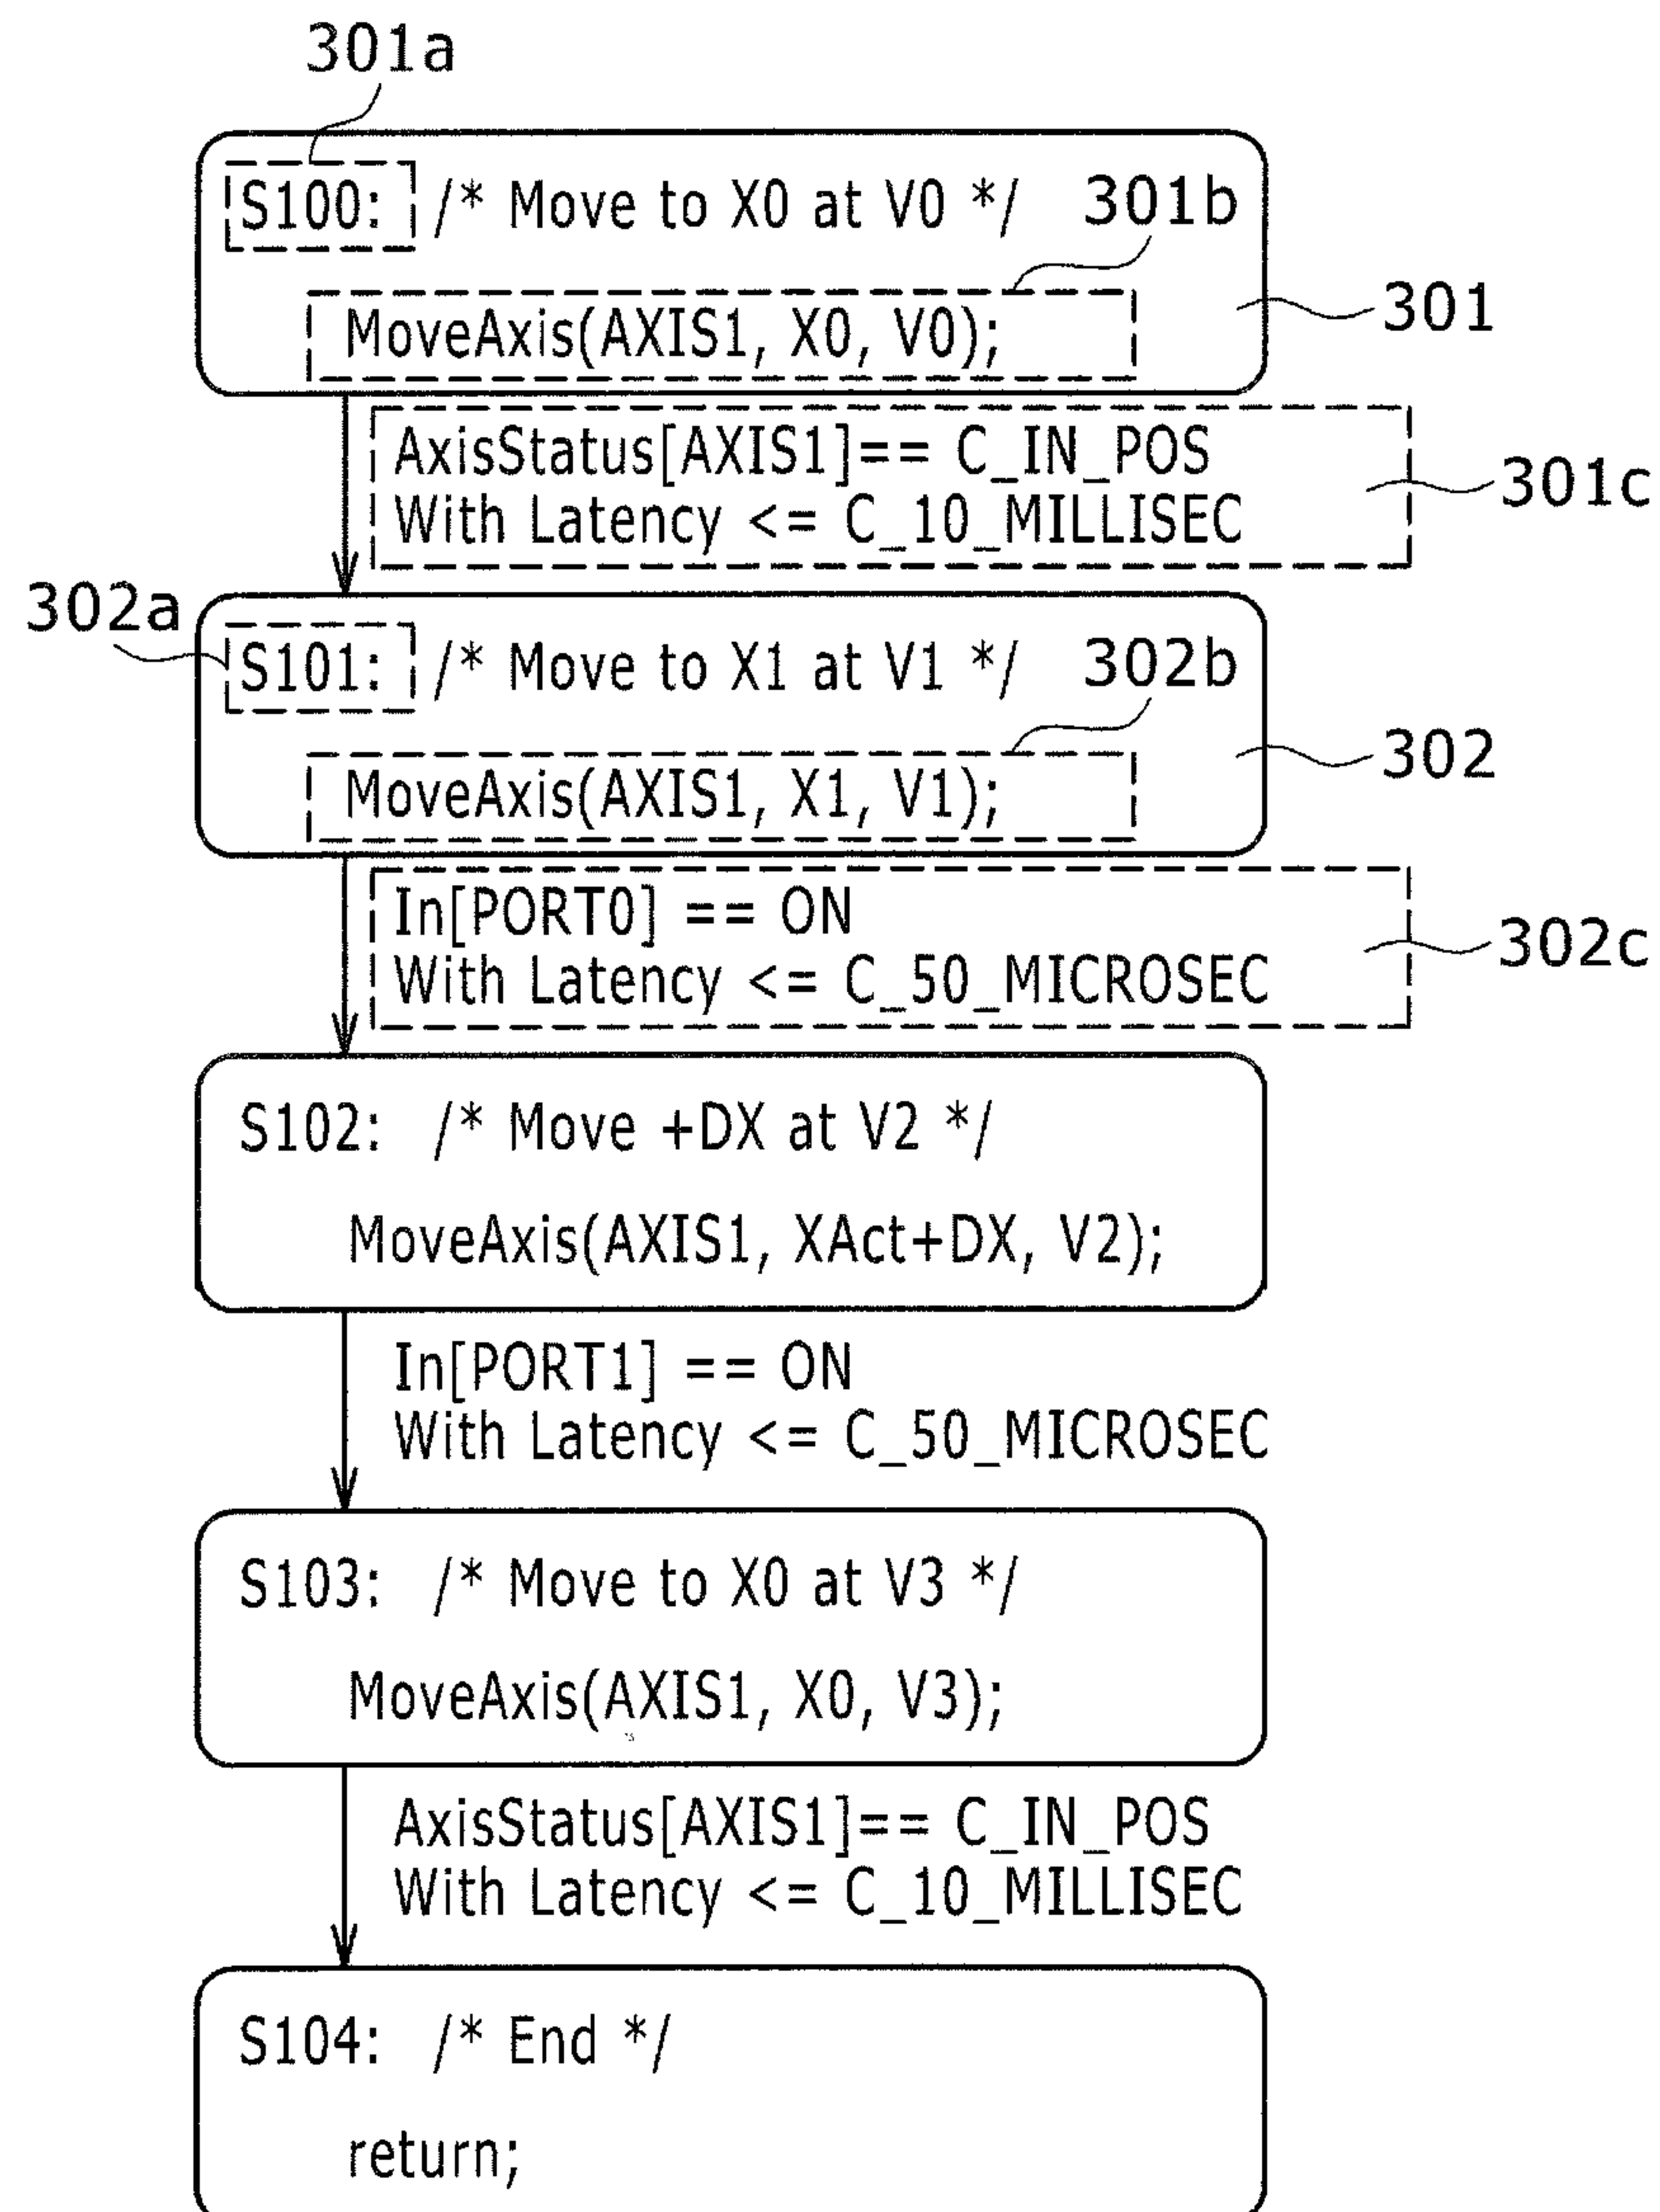 301a
S100: /* Move to X0 at V0 */ 301b
MoveAxis(AXIS1, X0, V0);
301
AxisStatus[AXIS1]== C_IN_POS
With Latency <= C_10_MILLISEC
301c
302a
S101: /* Move to X1 at V1 */ 302b
MoveAxis(AXIS1, X1, V1);
302
In[PORT0] == ON
With Latency <= C_50_MICROSEC
302c
S102: /* Move +DX at V2 */
MoveAxis(AXIS1, XAct+DX, V2);
In[PORT1] == ON
With Latency <= C_50_MICROSEC
S103: /* Move to X0 at V3 */
MoveAxis(AXIS1, X0, V3);
AxisStatus[AXIS1]== C_IN_POS
With Latency <= C_10_MILLISEC
S104: /* End */
return;